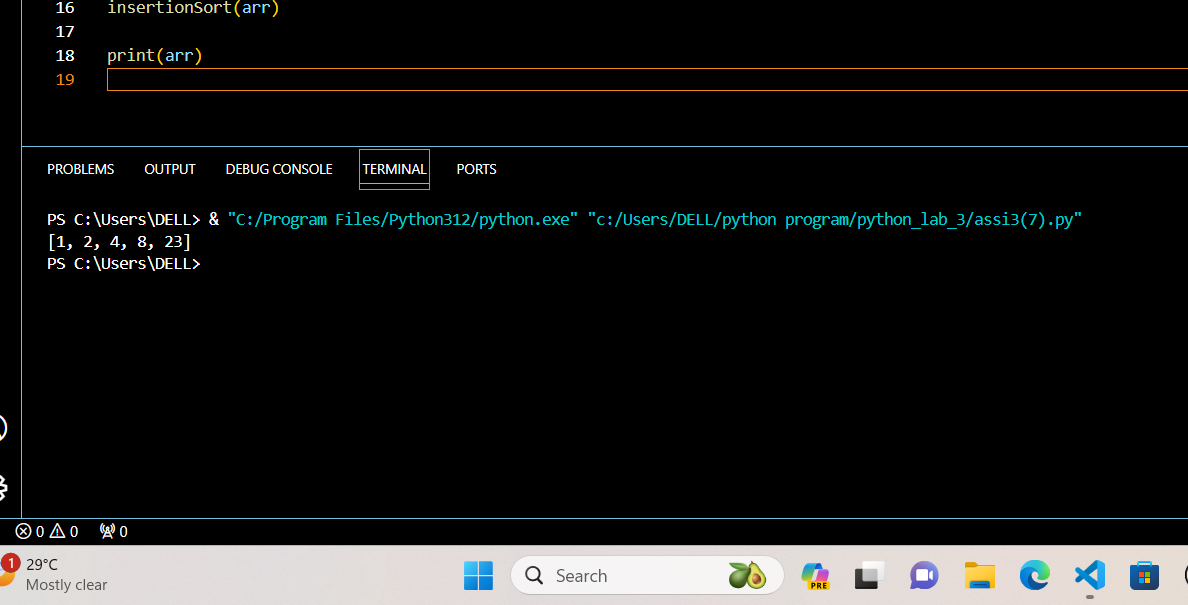 16 insertionSort(arr)
17
18 print(arr)
19
PROBLEMS OUTPUT DEBUG CONSOLE TERMINAL PORTS
PS C:\Users\DELL> & "C:/Program Files/Python312/python.exe" "c:/Users/DELL/python program/python_lab_3/assi3(7).py"
[1, 2, 4, 8, 23]
PS C:\Users\DELL>
0 0 0
1 29°C
Mostly clear
Search
PRE